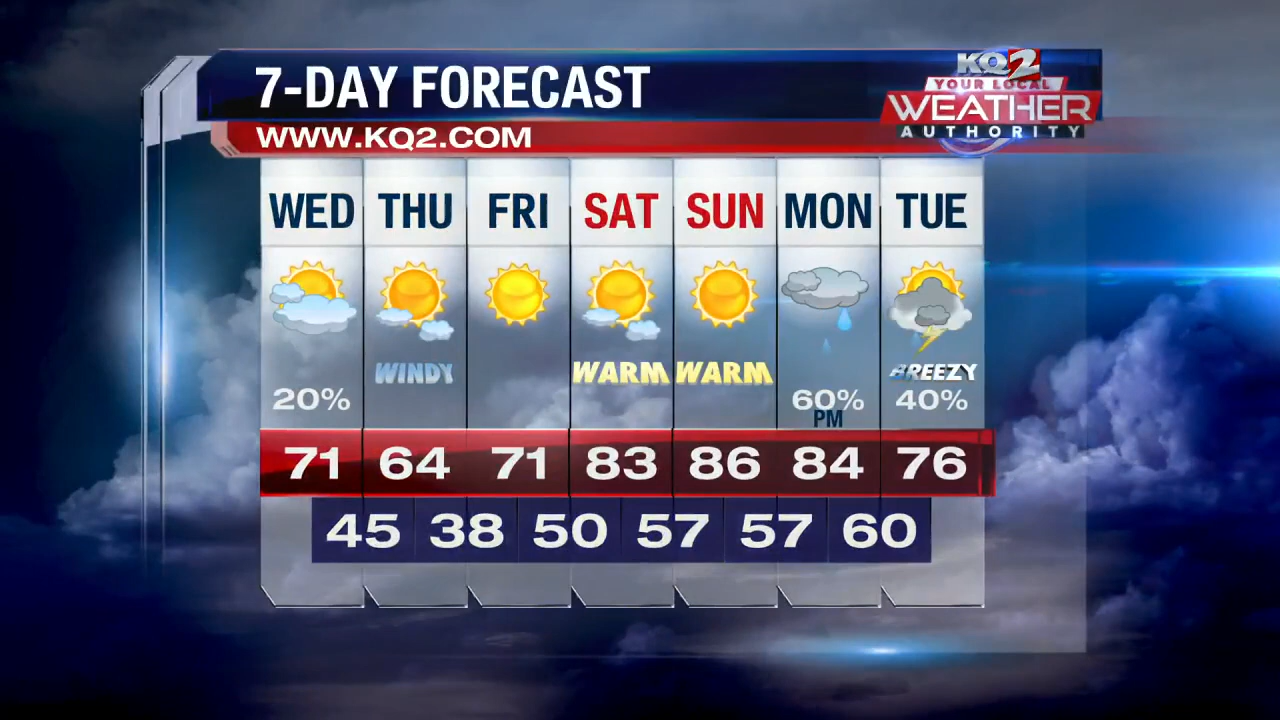 7-DAY FORECAST
KQ2
YOUR LOCAL
WEATHER
AUTHORITY
WWW.KQ2.COM
WED THU FRI SAT SUN MON TUE
WINDY WARM WARM BREEZY
20% 60% 40%
PM
71 64 71 83 86 84 76
45 38 50 57 57 60